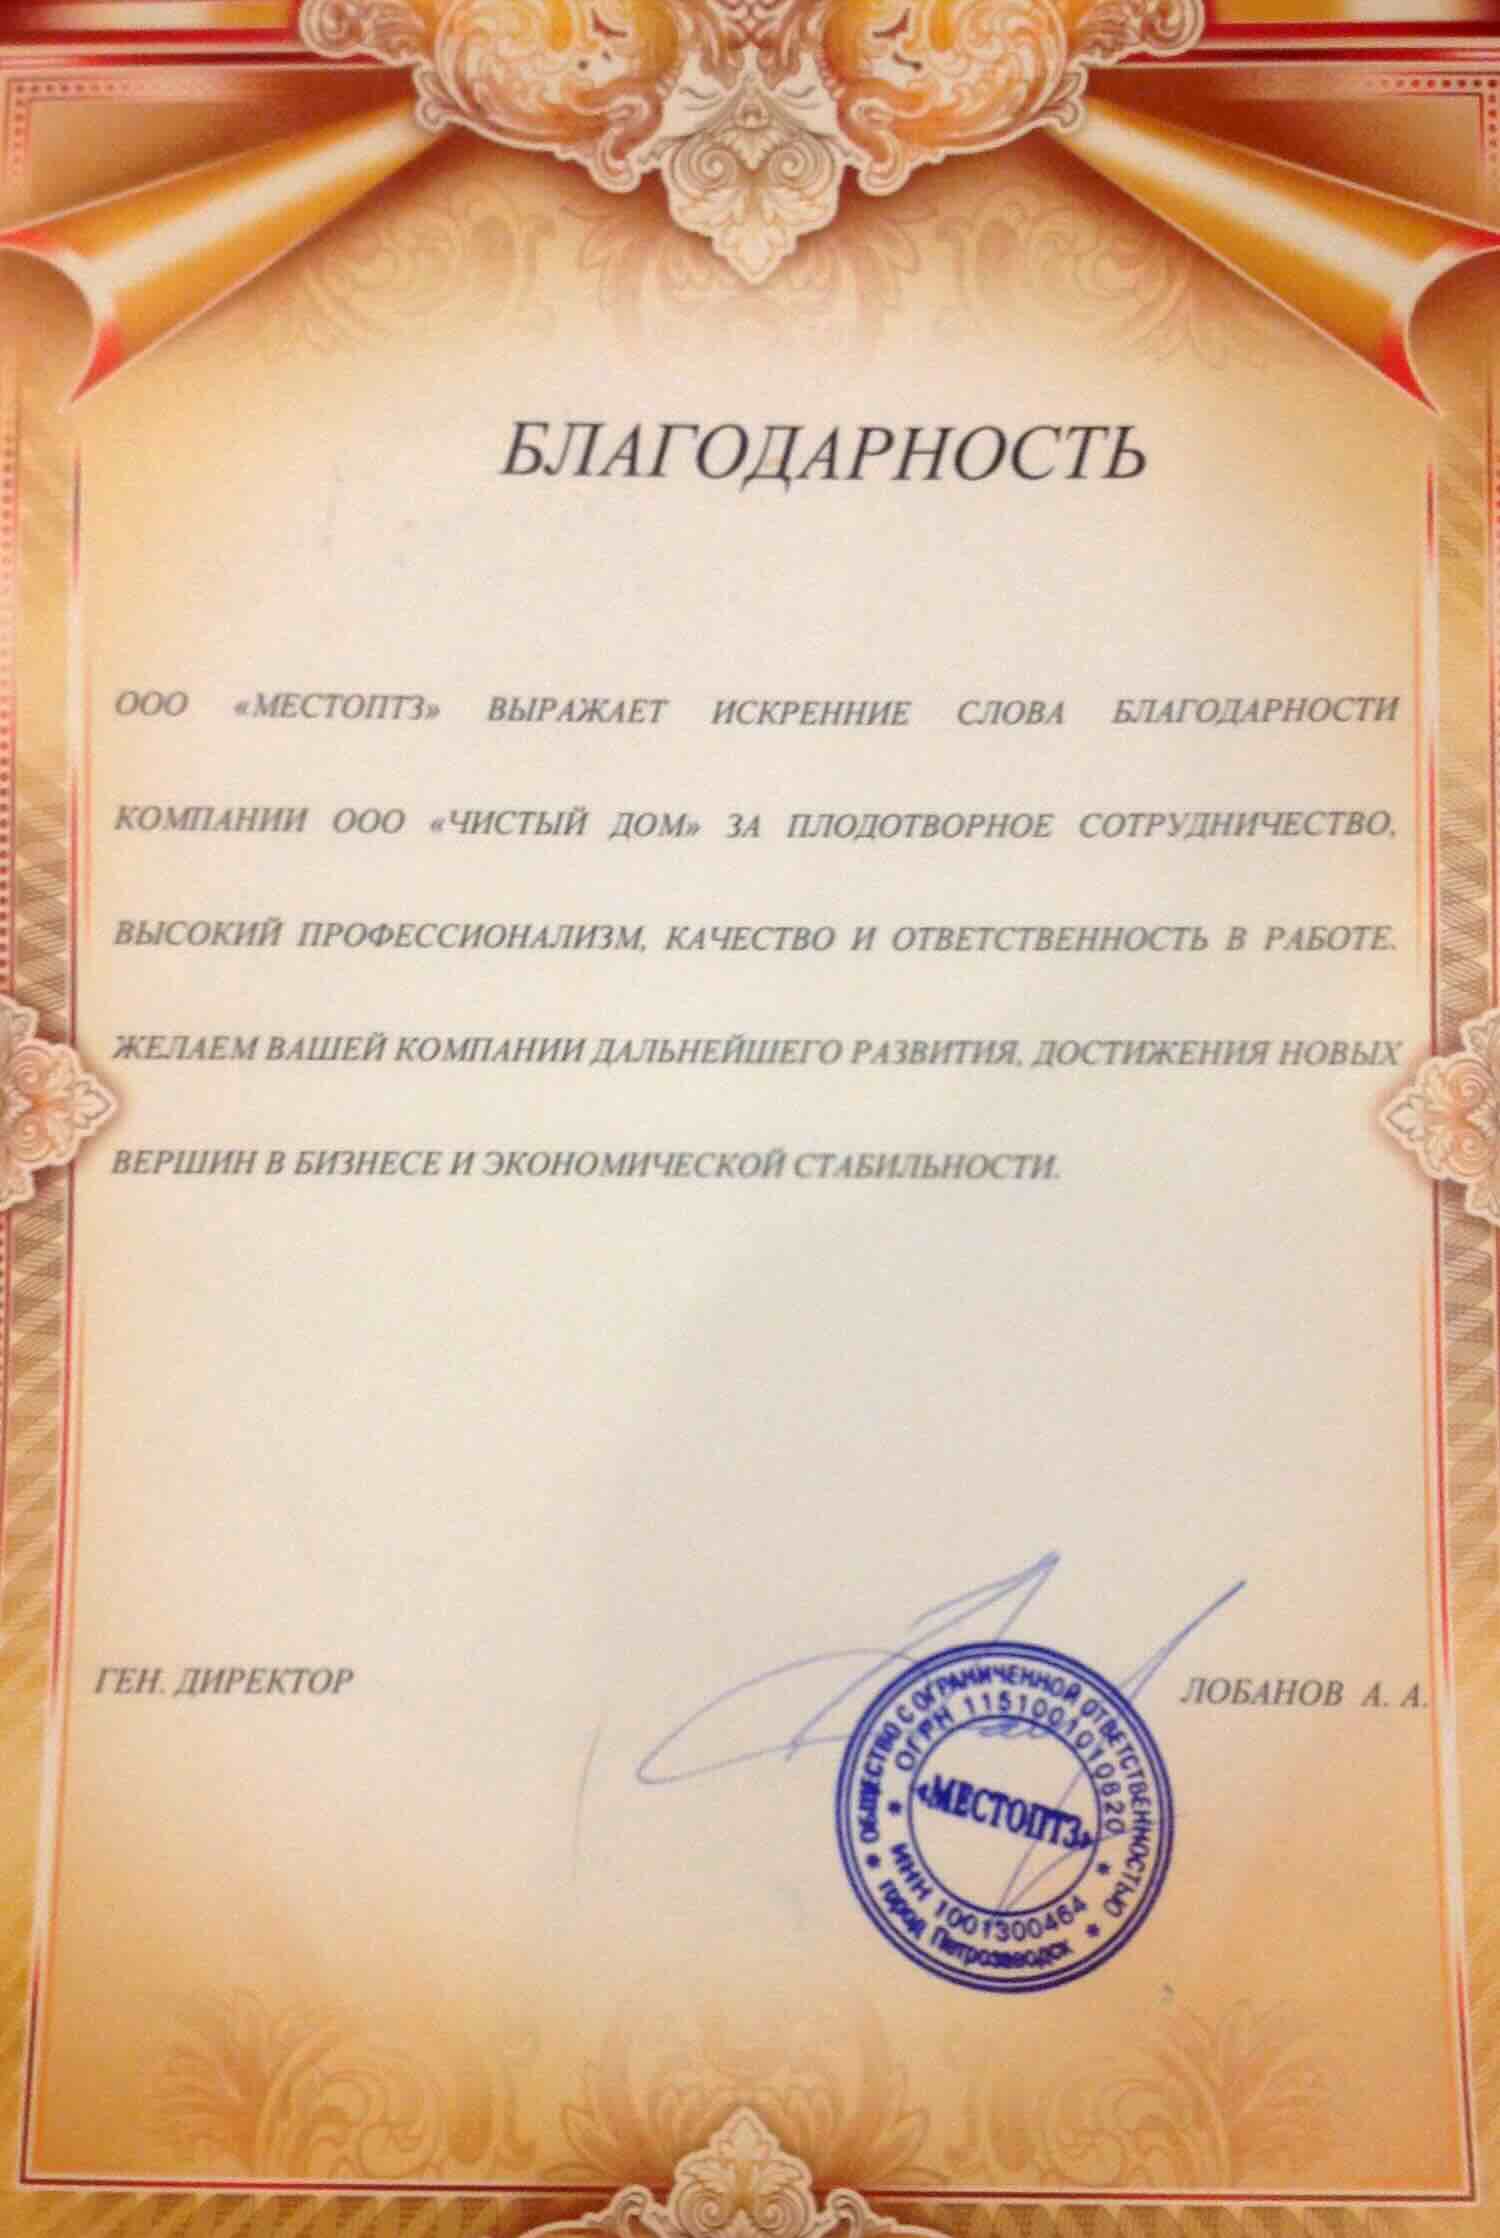 БЛАГОДАРНОСТЬ
ООО «МЕСТОПТЗ» ВЫРАЖАЕТ ИСКРЕННИЕ СЛОВА БЛАГОДАРНОСТИ
КОМПАНИИ ООО «ЧИСТЫЙ ДОМ» ЗА ПЛОДОТВОРНОЕ СОТРУДНИЧЕСТВО,
ВЫСОКИЙ ПРОФЕССИОНАЛИЗМ, КАЧЕСТВО И ОТВЕТСТВЕННОСТЬ В РАБОТЕ.
ЖЕЛАЕМ ВАШЕЙ КОМПАНИИ ДАЛЬНЕЙШЕГО РАЗВИТИЯ, ДОСТИЖЕНИЯ НОВЫХ
ВЕРШИН В БИЗНЕСЕ И ЭКОНОМИЧЕСКОЙ СТАБИЛЬНОСТИ.
ГЕН. ДИРЕКТОР ЛОБАНОВ А. А.
* ОБЩЕСТВО С ОГРАНИЧЕННОЙ ОТВЕТСТВЕННОСТЬЮ *
город Петрозаводск
* ОГРН 1151001010820 *
ИНН 1001300464
«МЕСТОПТЗ»